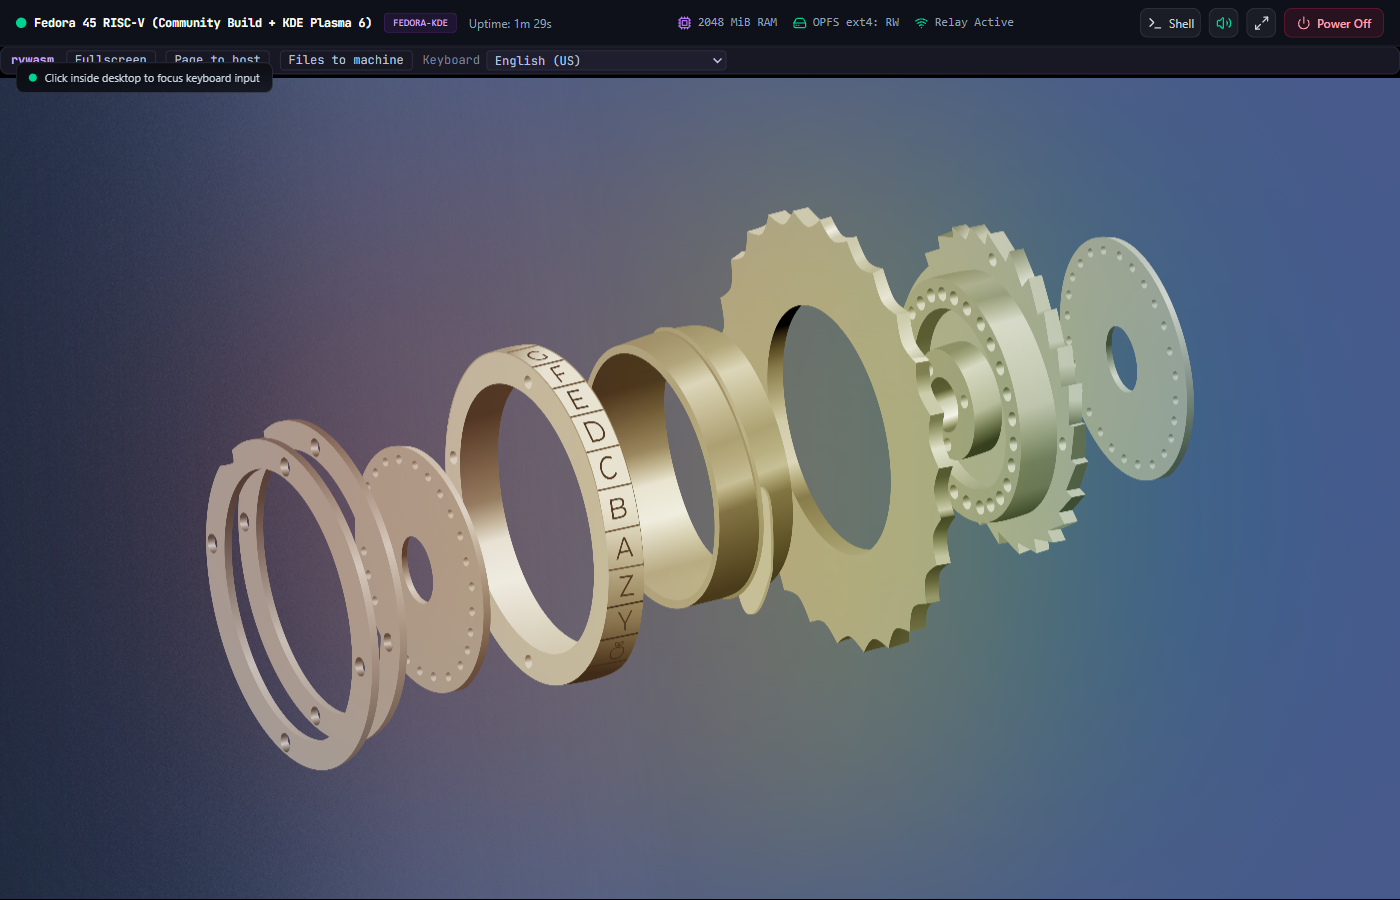 Fedora 45 RISC-V (Community Build + KDE Plasma 6)
FEDORA-KDE
Uptime: 1m 29s
2048 MiB RAM
OPFS ext4: RW
Relay Active
Shell
Power Off
rvwasm
Fullscreen
Page to host
Files to machine
Keyboard
English (US)
Click inside desktop to focus keyboard input
G
F
E
D
C
B
A
Z
Y